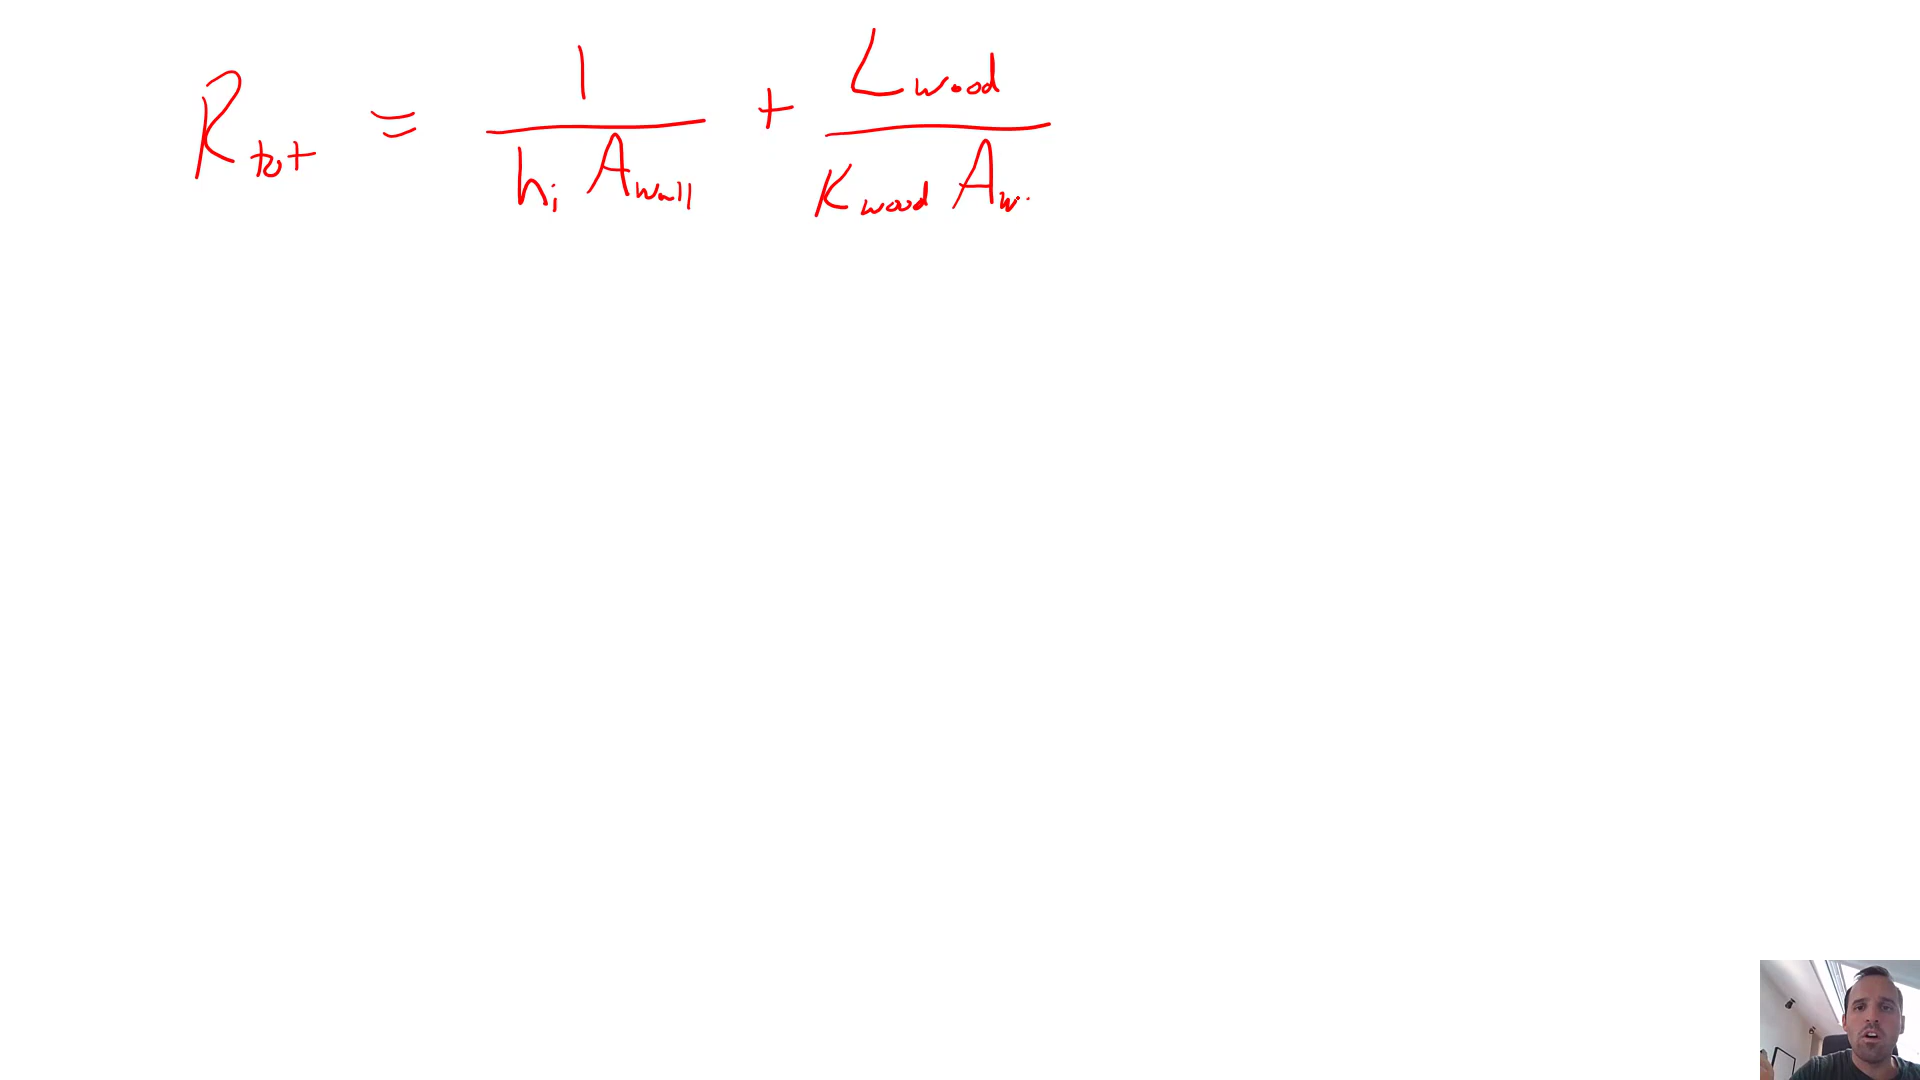 R_tot = 1 / (h_i A_wall) + L_wood / (K_wood A_w.)